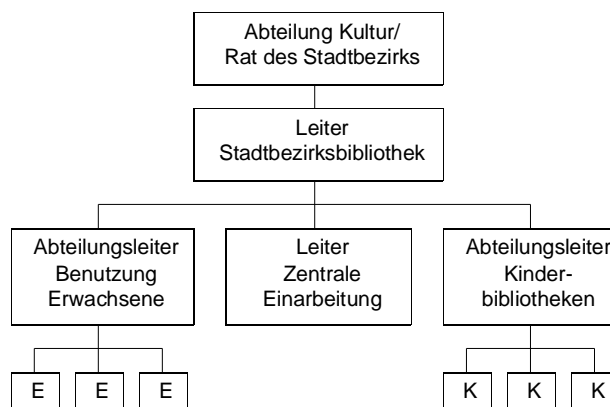 Abteilung Kultur/
Rat des Stadtbezirks
Leiter
Stadtbezirksbibliothek
Abteilungsleiter
Benutzung
Erwachsene
Leiter
Zentrale
Einarbeitung
Abteilungsleiter
Kinder-
bibliotheken
E E E
K K K